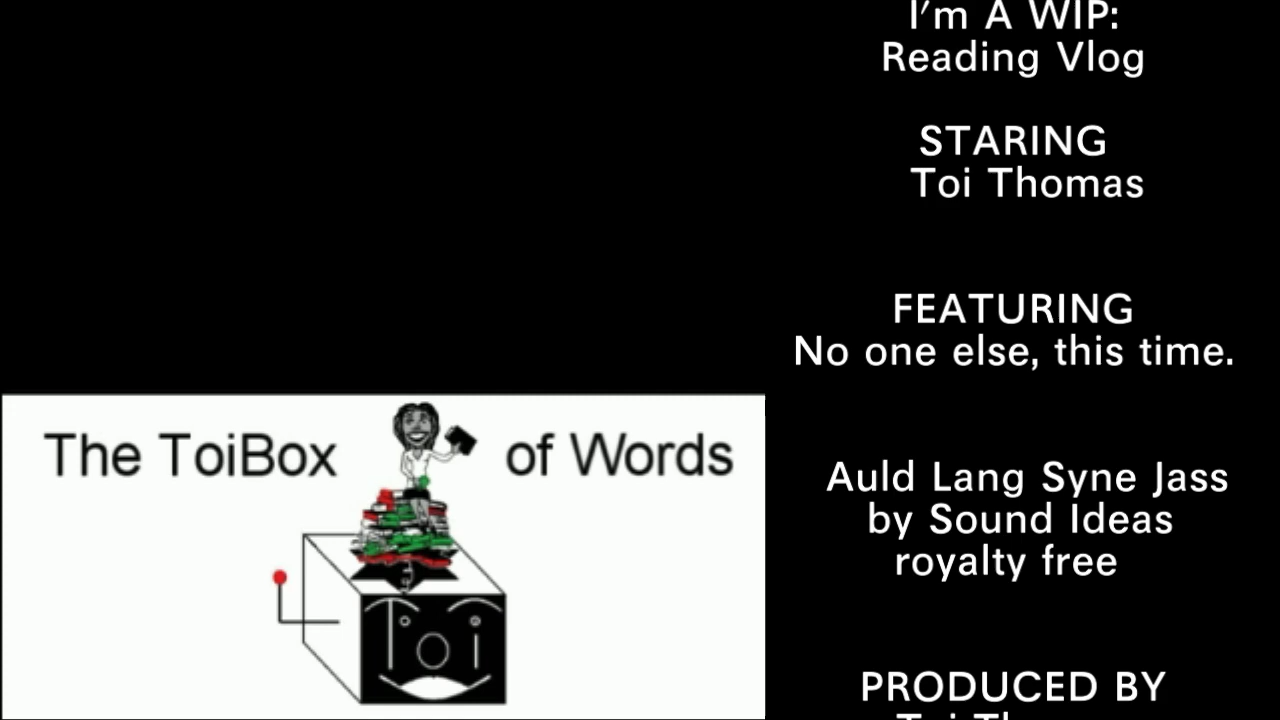 I'm A WIP:
Reading Vlog
STARING
Toi Thomas
FEATURING
No one else, this time.
The ToiBox of Words
Toi
Auld Lang Syne Jass
by Sound Ideas
royalty free
PRODUCED BY